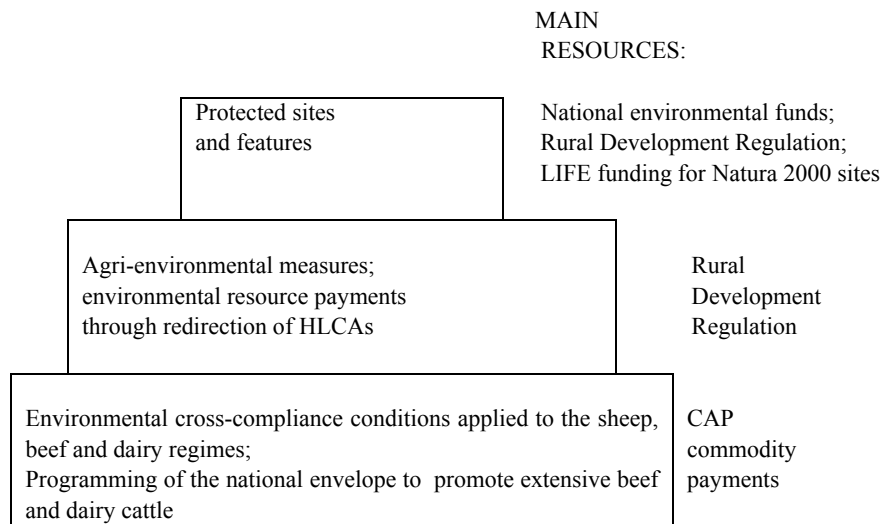 MAIN
RESOURCES:
Protected sites
and features
National environmental funds;
Rural Development Regulation;
LIFE funding for Natura 2000 sites
Agri-environmental measures;
environmental resource payments
through redirection of HLCAs
Rural
Development
Regulation
Environmental cross-compliance conditions applied to the sheep,
beef and dairy regimes;
Programming of the national envelope to promote extensive beef
and dairy cattle
CAP
commodity
payments